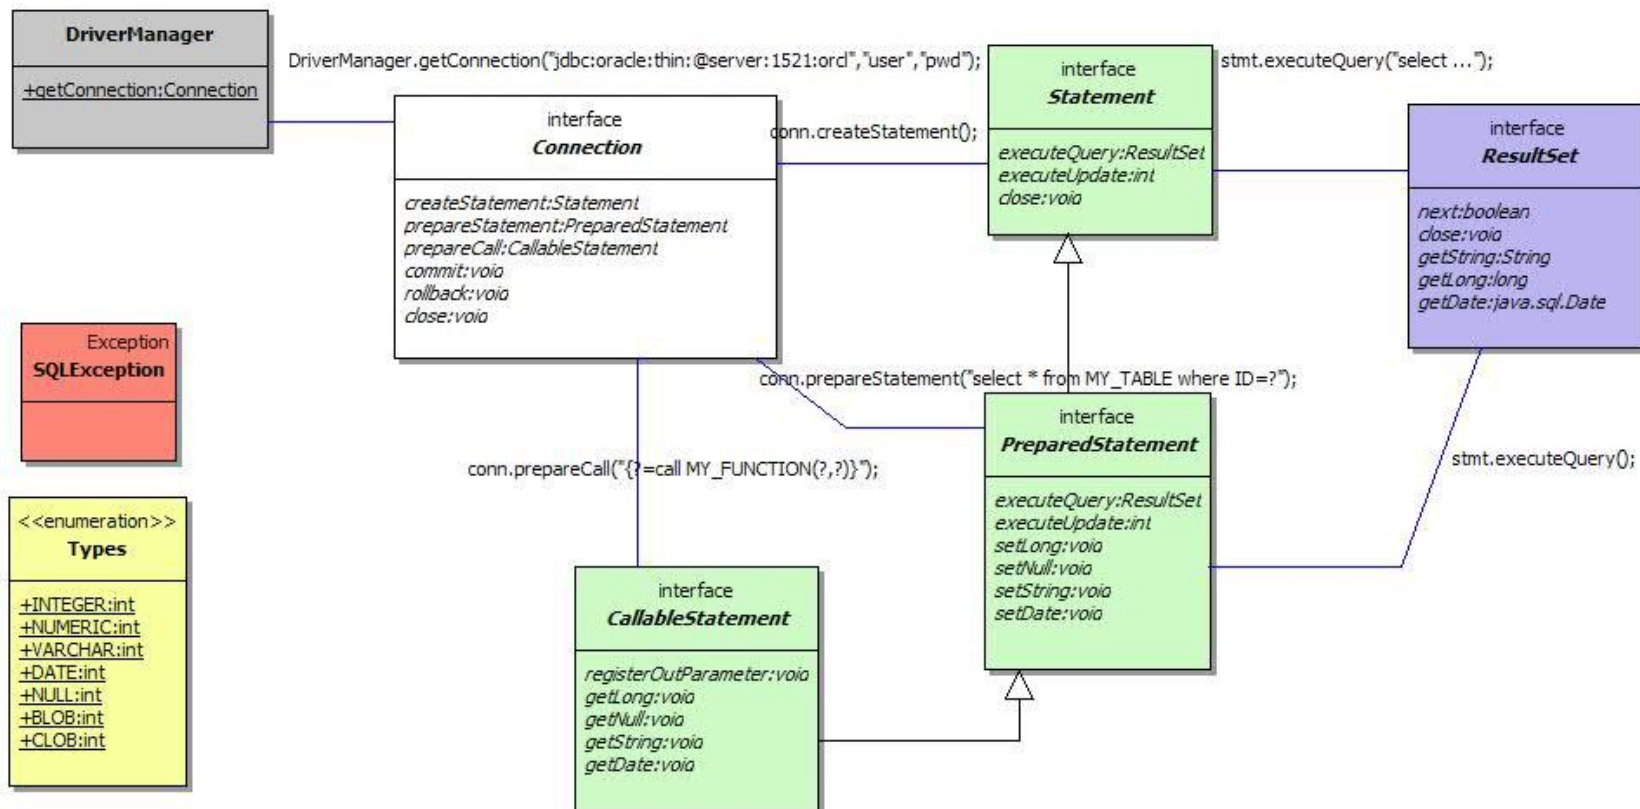 DriverManager
+getConnection:Connection
DriverManager.getConnection("jdbc:oracle:thin:@server:1521:orcl","user","pwd");
interface
Connection
createStatement:Statement
prepareStatement:PreparedStatement
prepareCall:CallableStatement
commit:void
rollback:void
close:void
conn.createStatement();
interface
Statement
executeQuery:ResultSet
executeUpdate:int
close:void
stmt.executeQuery("select ...");
interface
ResultSet
next:boolean
close:void
getString:String
getLong:long
getDate:java.sql.Date
Exception
SQLException
conn.prepareStatement("select * from MY_TABLE where ID=?");
interface
PreparedStatement
executeQuery:ResultSet
executeUpdate:int
setLong:void
setNull:void
setString:void
setDate:void
stmt.executeQuery();
conn.prepareCall("{?=call MY_FUNCTION(?,?)}");
<<enumeration>>
Types
+INTEGER:int
+NUMERIC:int
+VARCHAR:int
+DATE:int
+NULL:int
+BLOB:int
+CLOB:int
interface
CallableStatement
registerOutParameter:void
getLong:void
getNull:void
getString:void
getDate:void